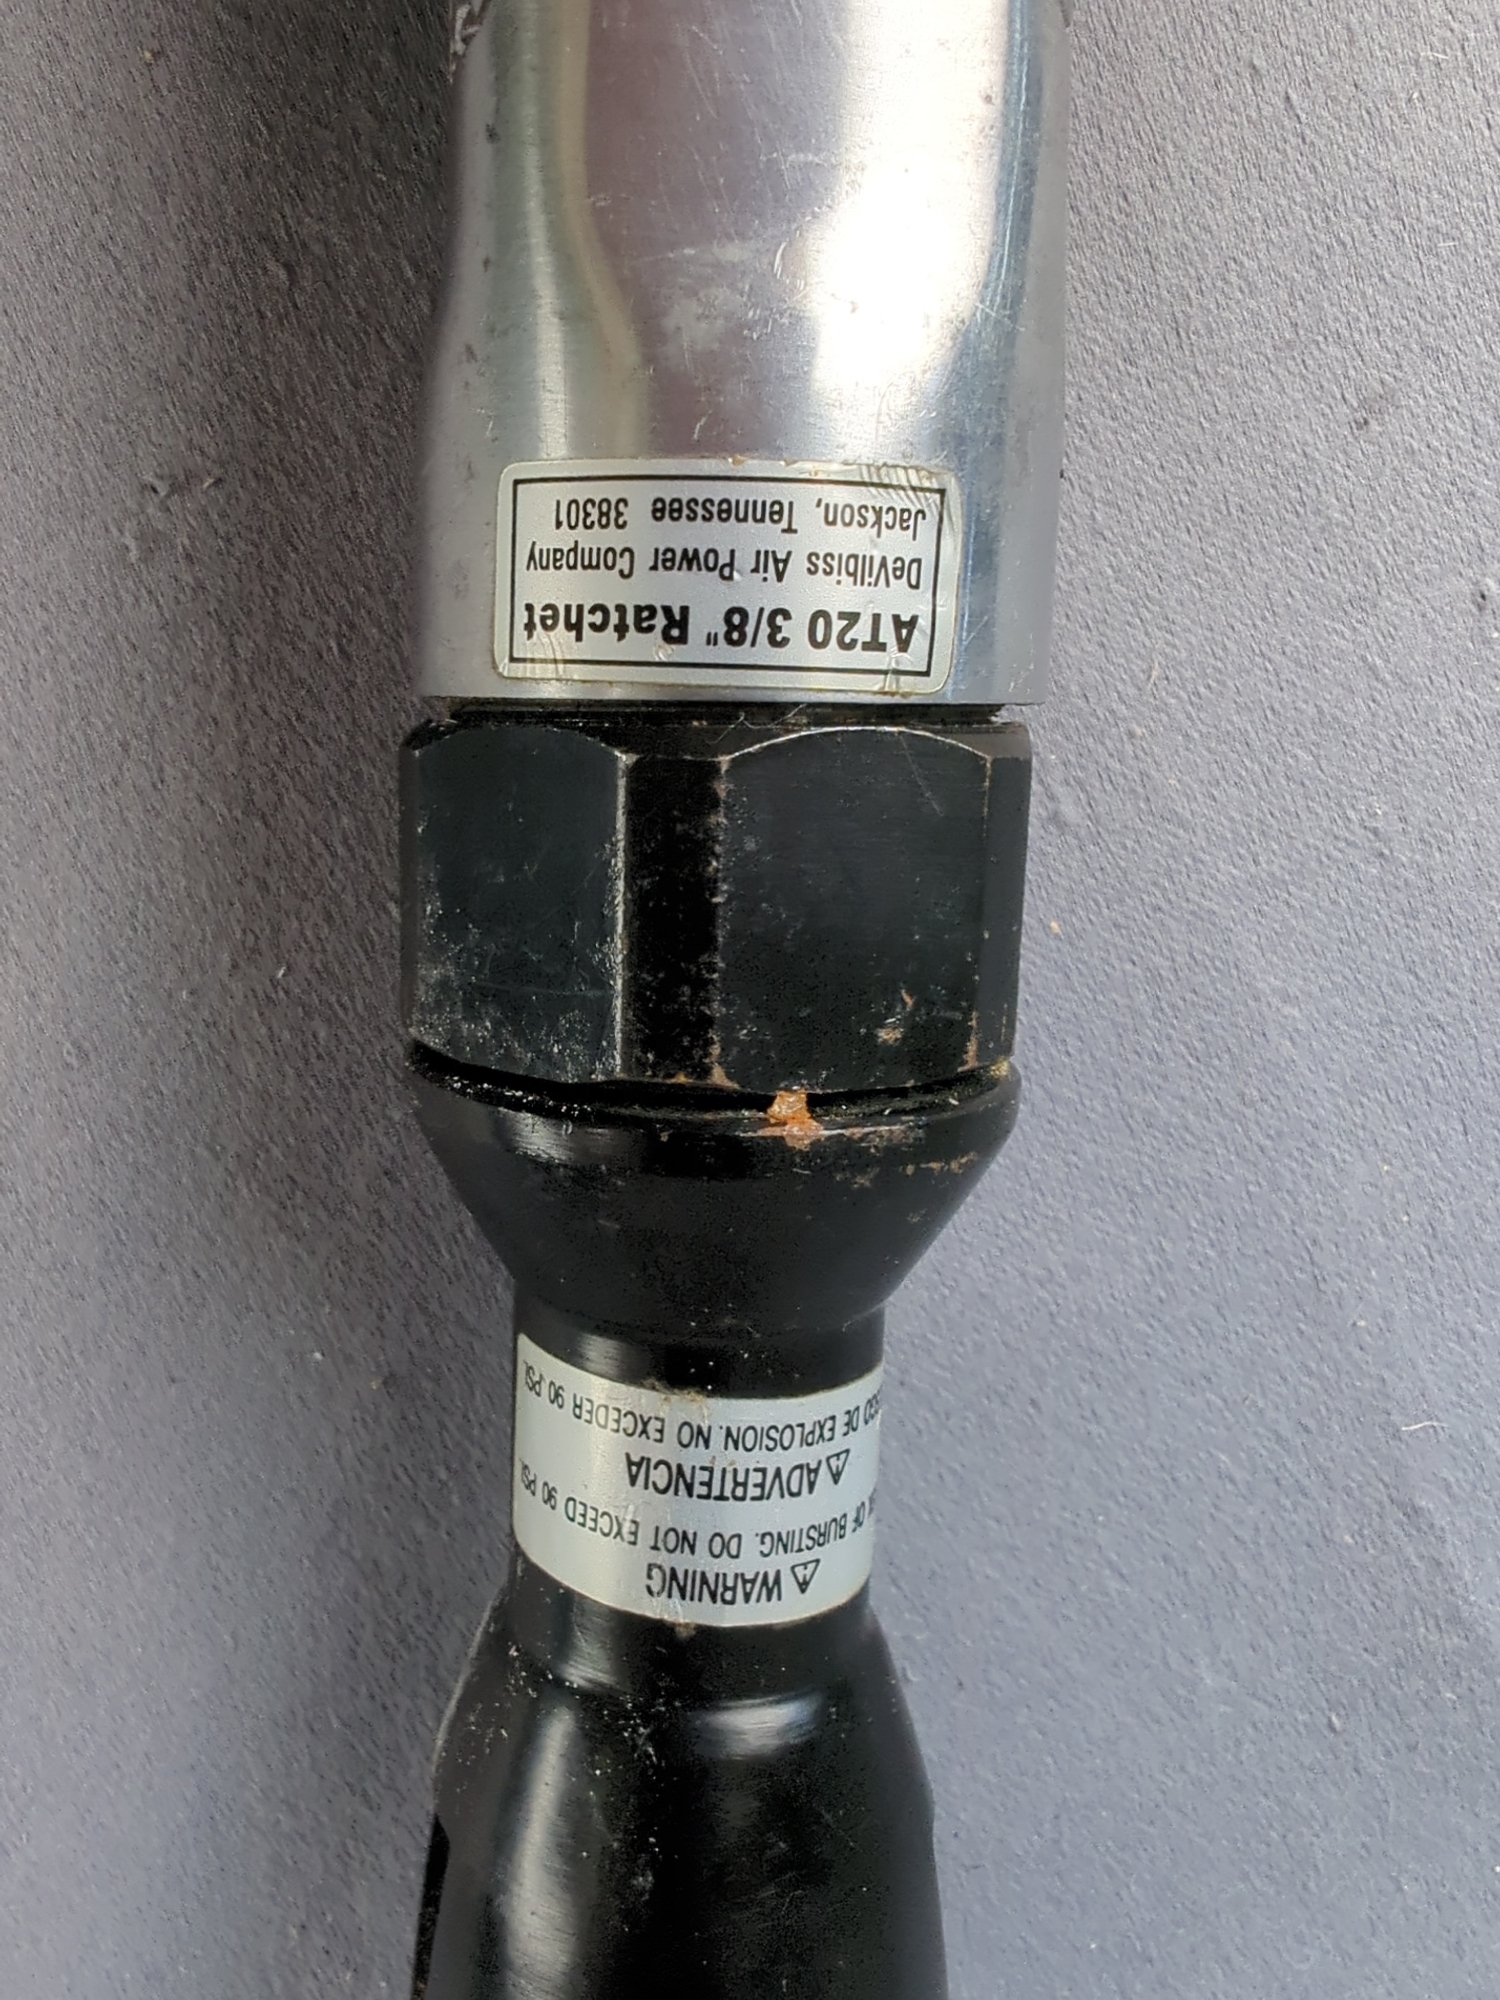 AT20 3/8" Ratchet
DeVilbiss Air Power Company
Jackson, Tennessee 38301
WARNING
OF BURSTING. DO NOT EXCEED 90 PSI.
ADVERTENCIA
DE EXPLOSION. NO EXCEDER 90 PSI.